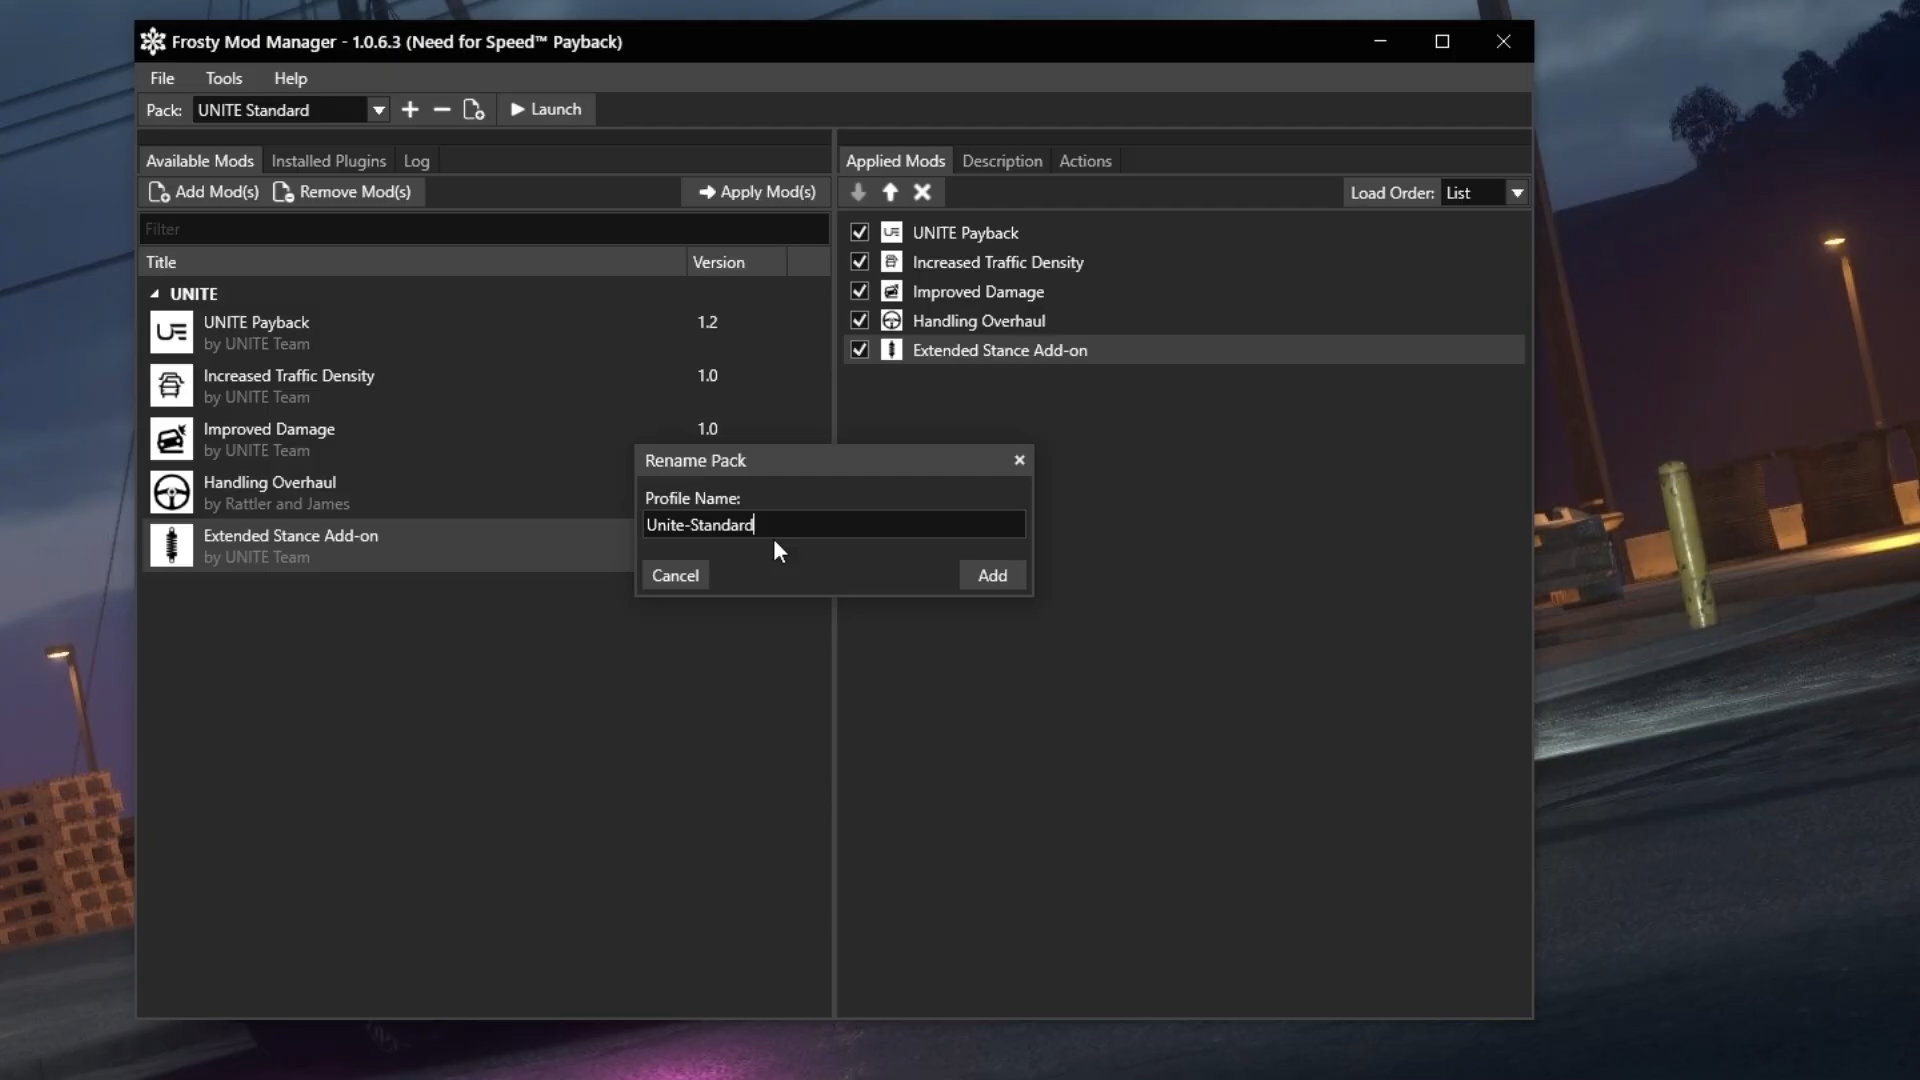 Frosty Mod Manager - 1.0.6.3 (Need for Speed™ Payback)
File Tools Help
Pack: UNITE Standard Launch
Available Mods Installed Plugins Log
Add Mod(s) Remove Mod(s) Apply Mod(s)
Filter
Title Version
UNITE
UE UNITE Payback 1.2
by UNITE Team
Increased Traffic Density 1.0
by UNITE Team
Improved Damage 1.0
by UNITE Team
Handling Overhaul
by Rattler and James
Extended Stance Add-on
by UNITE Team
Applied Mods Description Actions
Load Order: List
UE UNITE Payback
Increased Traffic Density
Improved Damage
Handling Overhaul
Extended Stance Add-on
Rename Pack
Profile Name:
Unite-Standard
Cancel Add